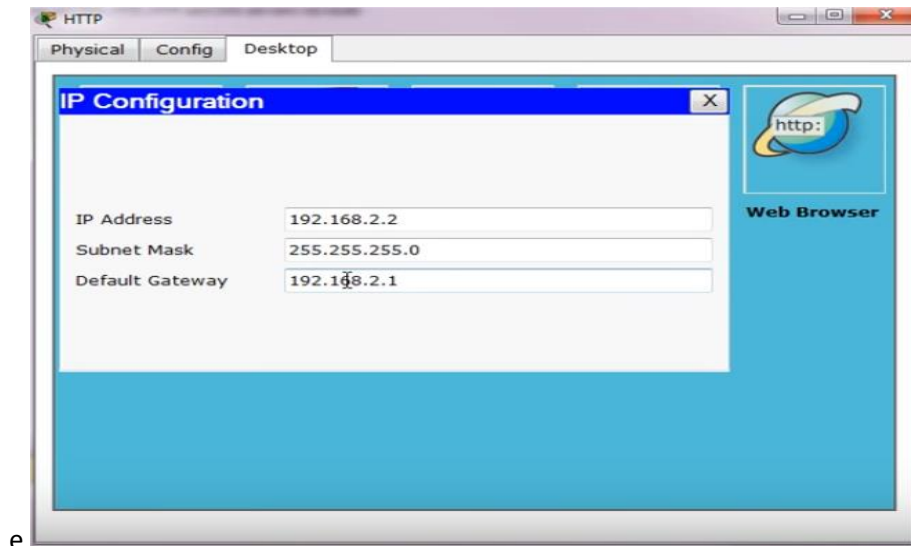 HTTP
Physical Config Desktop
IP Configuration X
http:
IP Address 192.168.2.2
Web Browser
Subnet Mask 255.255.255.0
Default Gateway 192.168.2.1
e